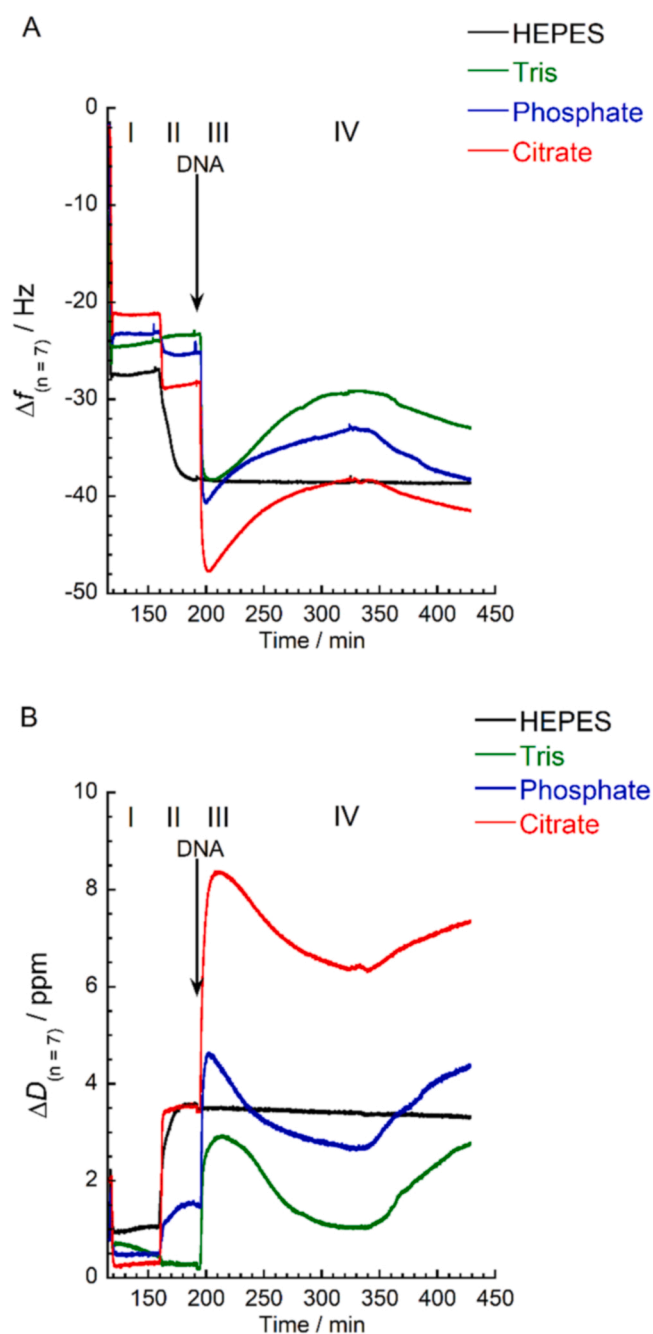 A
HEPES
Tris
Phosphate
Citrate
I II III IV
DNA
0
-10
-20
-30
-40
-50
Δf(n = 7) / Hz
150 200 250 300 350 400 450
Time / min
B
HEPES
Tris
Phosphate
Citrate
I II III IV
DNA
10
8
6
4
2
0
ΔD(n = 7) / ppm
150 200 250 300 350 400 450
Time / min